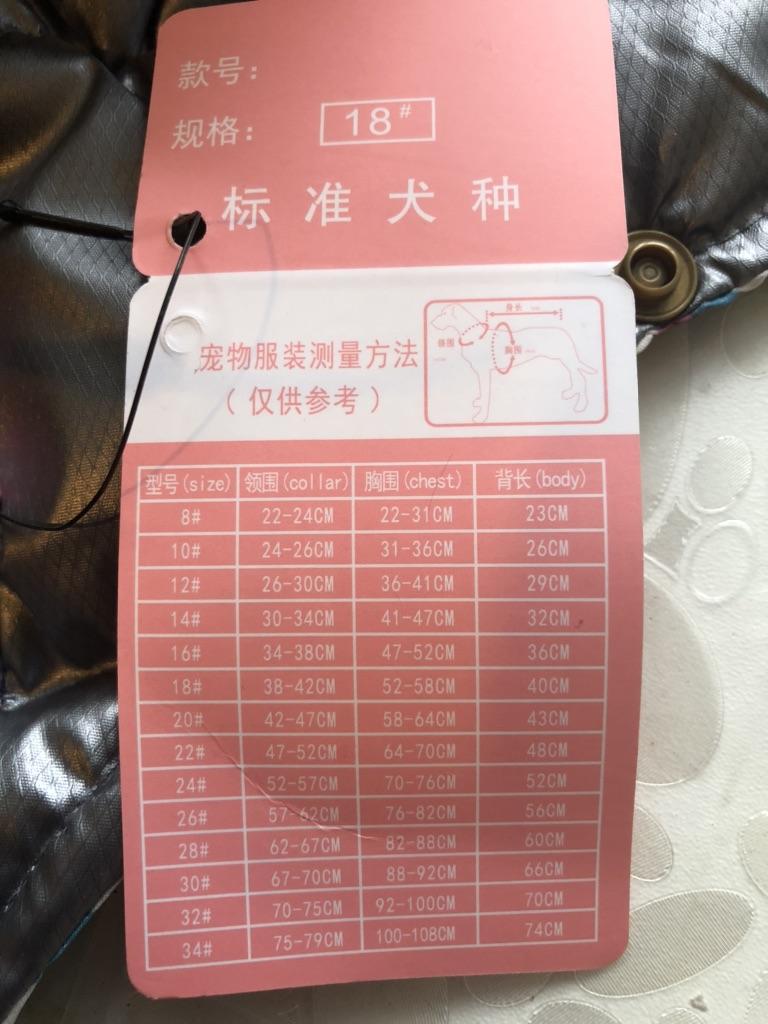 款号:
规格: 18#
标准犬种
宠物服装测量方法
(仅供参考)
身长
领围
胸围
型号(size) 领围(collar) 胸围(chest) 背长(body)
8# 22-24CM 22-31CM 23CM
10# 24-26CM 31-36CM 26CM
12# 26-30CM 36-41CM 29CM
14# 30-34CM 41-47CM 32CM
16# 34-38CM 47-52CM 36CM
18# 38-42CM 52-58CM 40CM
20# 42-47CM 58-64CM 43CM
22# 47-52CM 64-70CM 48CM
24# 52-57CM 70-76CM 52CM
26# 57-62CM 76-82CM 56CM
28# 62-67CM 82-88CM 60CM
30# 67-70CM 88-92CM 66CM
32# 70-75CM 92-100CM 70CM
34# 75-79CM 100-108CM 74CM